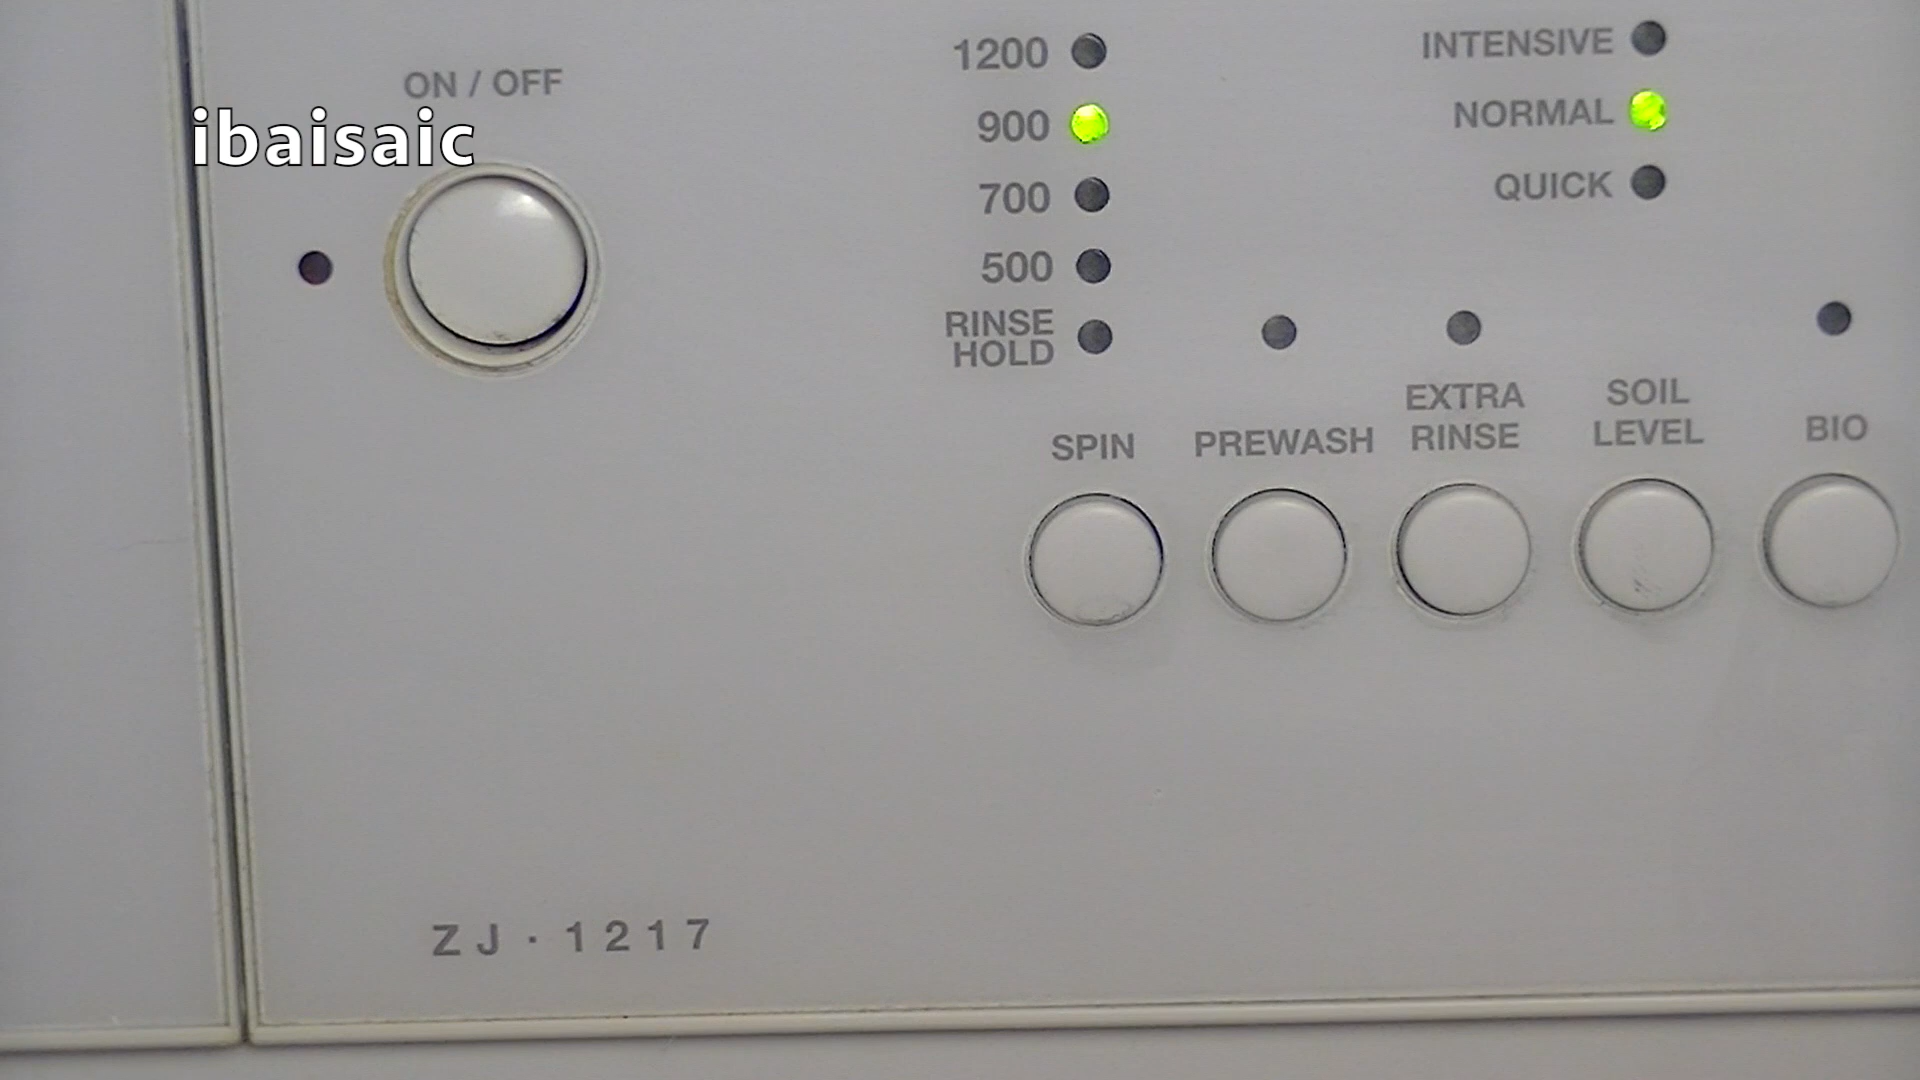 ON / OFF
ibaisaic
1200
900
700
500
RINSE
HOLD
INTENSIVE
NORMAL
QUICK
SPIN
PREWASH
EXTRA
RINSE
SOIL
LEVEL
BIO
ZJ · 1217